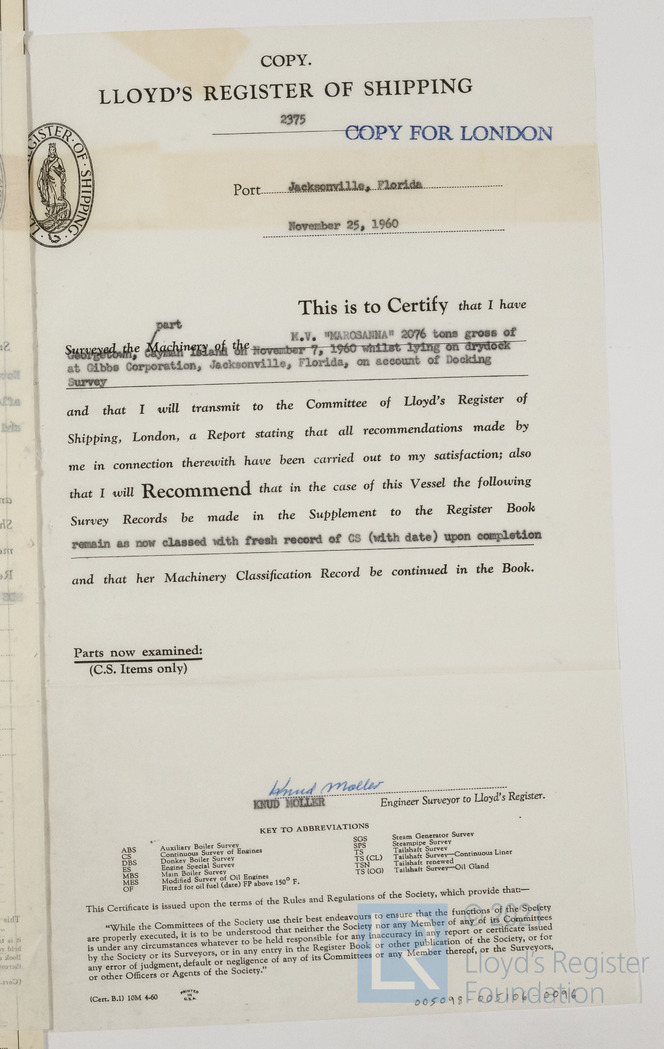 COPY.
LLOYD'S REGISTER OF SHIPPING
2375
COPY FOR LONDON
Port Jacksonville, Florida
November 25, 1960
This is to Certify that I have
part
Surveyed the Machinery of the M.V. "MAROSANNA" 2076 tons gross of
Georgetown, Cayman Island on November 7, 1960 whilst lying on drydock
at Gibbs Corporation, Jacksonville, Florida, on account of Docking
Survey
and that I will transmit to the Committee of Lloyd's Register of
Shipping, London, a Report stating that all recommendations made by
me in connection therewith have been carried out to my satisfaction; also
that I will Recommend that in the case of this Vessel the following
Survey Records be made in the Supplement to the Register Book
remain as now classed with fresh record of CS (with date) upon completion
and that her Machinery Classification Record be continued in the Book.
Parts now examined:
(C.S. Items only)
Knud Moller
KNUD MOLLER Engineer Surveyor to Lloyd's Register.
KEY TO ABBREVIATIONS
ABS Auxiliary Boiler Survey
CS Continuous Survey of Engines
DBS Donkey Boiler Survey
ES Engine Special Survey
MBS Main Boiler Survey
MES Modified Survey of Oil Engines
OF Fitted for oil fuel (date) FP above 150° F.
SGS Steam Generator Survey
SPS Steampipe Survey
TS Tailshaft Survey
TS (CL) Tailshaft Survey—Continuous Liner
TSN Tailshaft renewed
TS (OG) Tailshaft Survey—Oil Gland
This Certificate is issued upon the terms of the Rules and Regulations of the Society, which provide that—
"While the Committees of the Society use their best endeavours to ensure that the functions of the Society
are properly executed, it is to be understood that neither the Society nor any Member of any of its Committees
is under any circumstances whatever to be held responsible for any inaccuracy in any report or certificate issued
by the Society or its Surveyors, or in any entry in the Register Book or other publication of the Society, or for
any error of judgment, default or negligence of any of its Committees or any Member thereof, or the Surveyors,
or other Officers or Agents of the Society."
(Cert. B.1) 10M 4-60
PRINTED
IN
U.S.A.
Lloyd's Register
Foundation
005098-005106-0096